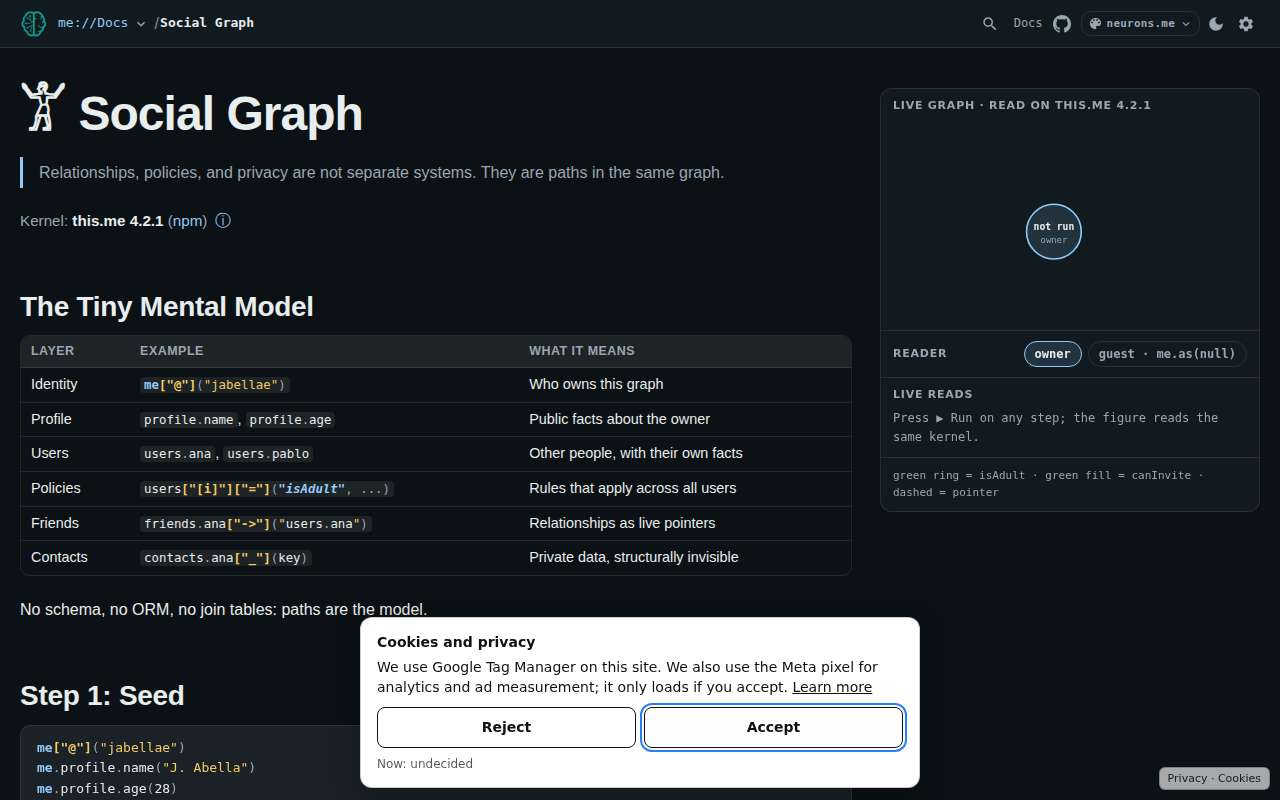 me://Docs /Social Graph
Docs
neurons.me
Social Graph
Relationships, policies, and privacy are not separate systems. They are paths in the same graph.
Kernel: this.me 4.2.1 (npm) ⓘ
The Tiny Mental Model
LAYER EXAMPLE WHAT IT MEANS
Identity me["@"]("jabellae") Who owns this graph
Profile profile.name, profile.age Public facts about the owner
Users users.ana, users.pablo Other people, with their own facts
Policies users["[i]"]["="]("isAdult", ...) Rules that apply across all users
Friends friends.ana["->"]("users.ana") Relationships as live pointers
Contacts contacts.ana["_"](key) Private data, structurally invisible
No schema, no ORM, no join tables: paths are the model.
Step 1: Seed
me["@"]("jabellae")
me.profile.name("J. Abella")
me.profile.age(28)
LIVE GRAPH · READ ON THIS.ME 4.2.1
not run
owner
READER owner guest · me.as(null)
LIVE READS
Press ▶ Run on any step; the figure reads the
same kernel.
green ring = isAdult · green fill = canInvite ·
dashed = pointer
Cookies and privacy
We use Google Tag Manager on this site. We also use the Meta pixel for
analytics and ad measurement; it only loads if you accept. Learn more
Reject Accept
Now: undecided
Privacy · Cookies